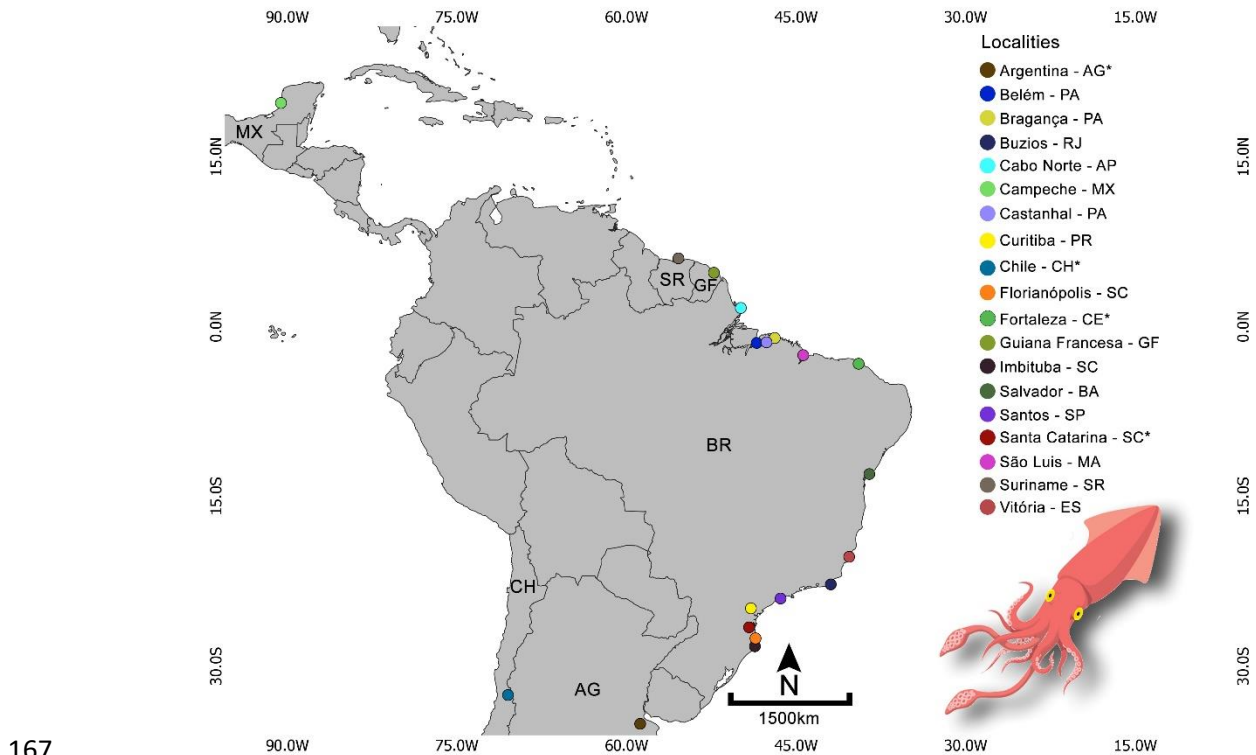 90.0W 75.0W 60.0W 45.0W 30.0W 15.0W
Localities
Argentina - AG*
Belém - PA
Bragança - PA
Buzios - RJ
Cabo Norte - AP
Campeche - MX
Castanhal - PA
Curitiba - PR
Chile - CH*
Florianópolis - SC
Fortaleza - CE*
Guiana Francesa - GF
Imbituba - SC
Salvador - BA
Santos - SP
Santa Catarina - SC*
São Luis - MA
Suriname - SR
Vitória - ES
MX
15.0N 15.0N
SR
GF
0.0N 0.0N
BR
15.0S 15.0S
CH
30.0S 30.0S
AG
N
1500km
90.0W 75.0W 60.0W 45.0W 30.0W 15.0W
167